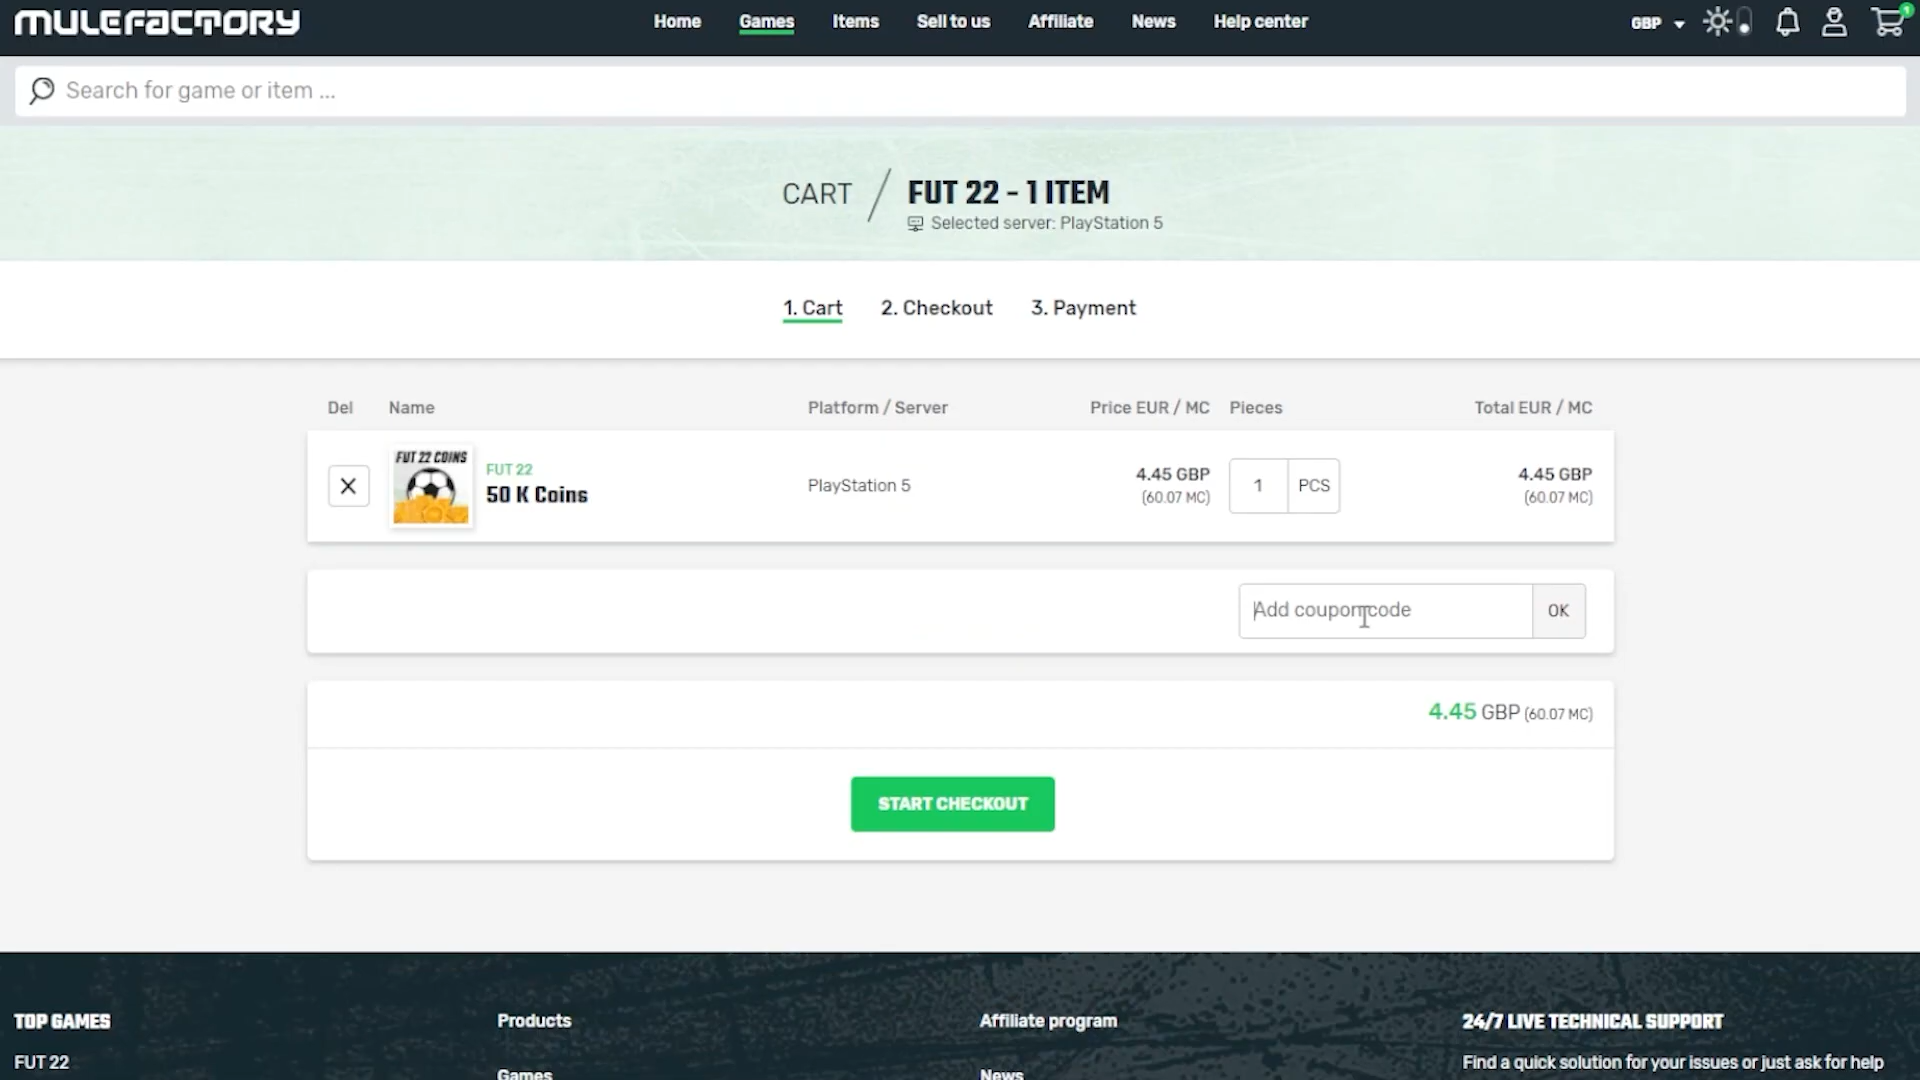 MULEFACTORY
Home Games Items Sell to us Affiliate News Help center
GBP
1
Search for game or item ...
CART / FUT 22 - 1 ITEM
Selected server: PlayStation 5
1. Cart 2. Checkout 3. Payment
Del Name Platform / Server Price EUR / MC Pieces Total EUR / MC
FUT 22 COINS
FUT 22
50 K Coins
PlayStation 5
4.45 GBP
(60.07 MC)
1 PCS
4.45 GBP
(60.07 MC)
Add coupon code OK
4.45 GBP (60.07 MC)
START CHECKOUT
TOP GAMES Products Affiliate program 24/7 LIVE TECHNICAL SUPPORT
FUT 22 Games News Find a quick solution for your issues or just ask for help